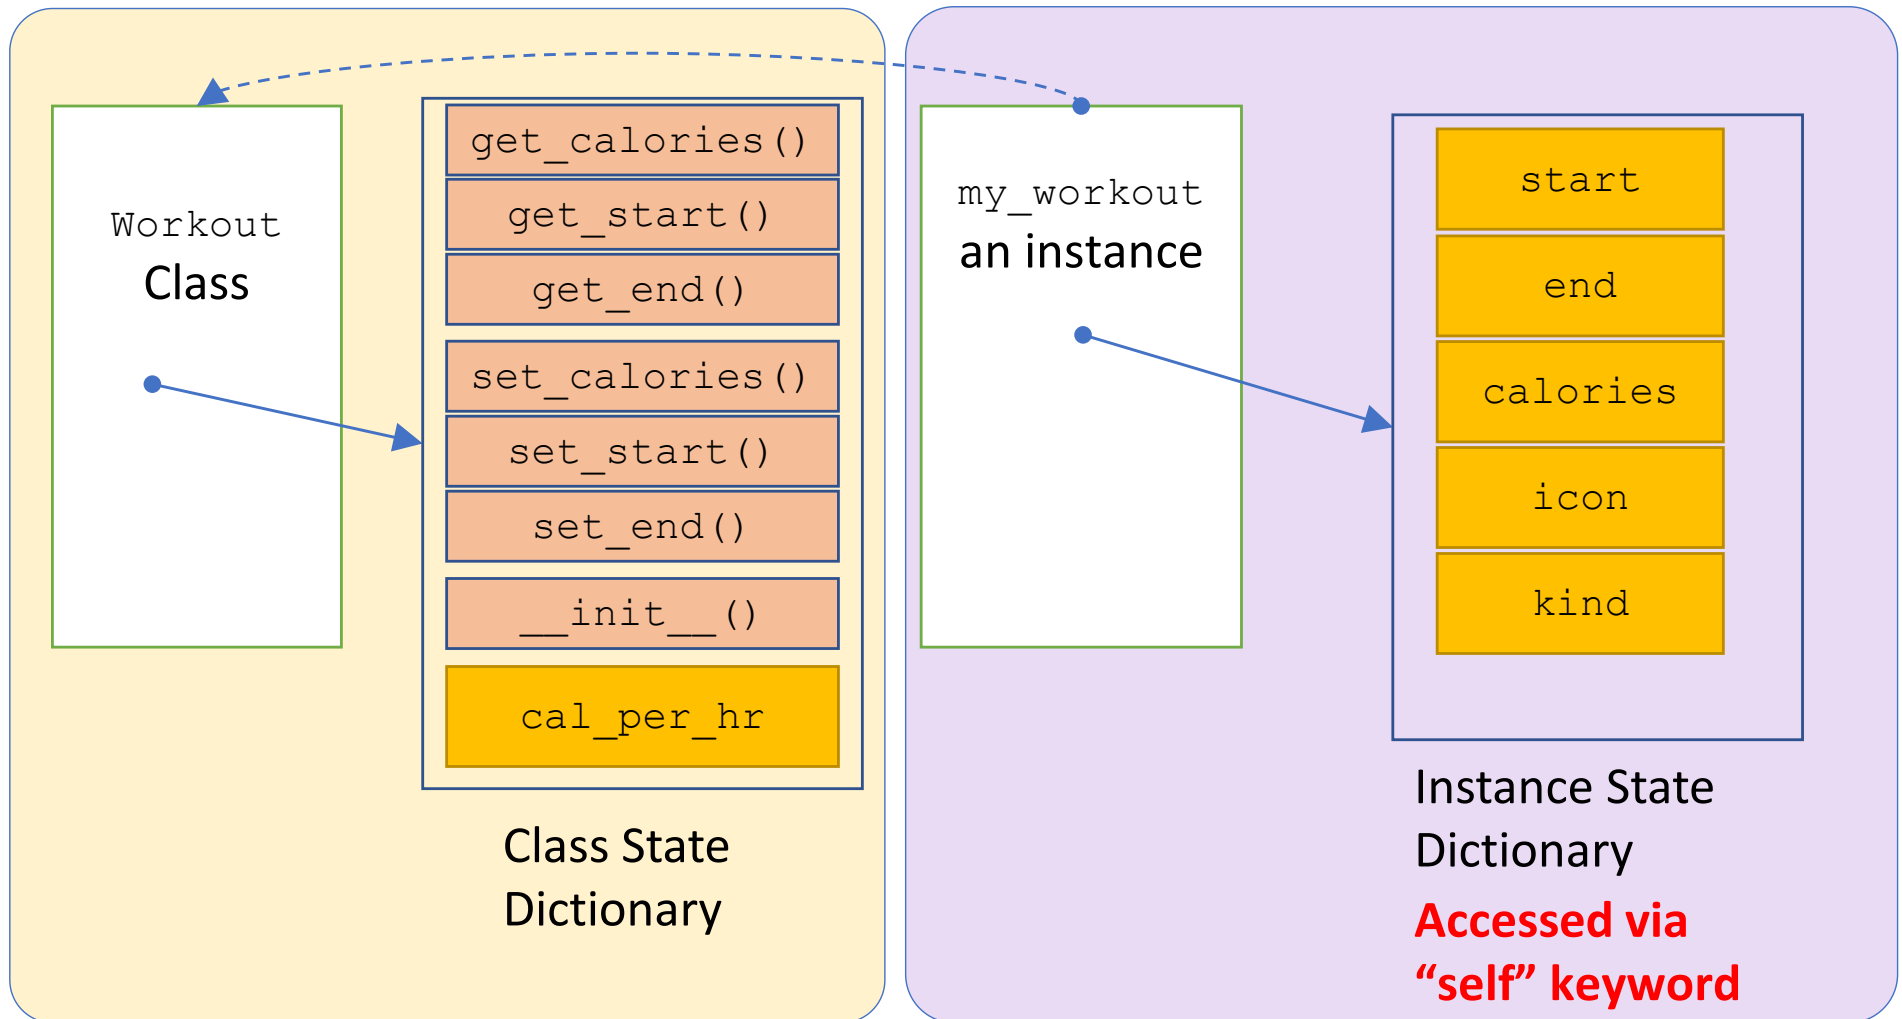 Workout
Class
get_calories()
get_start()
get_end()
set_calories()
set_start()
set_end()
__init__()
cal_per_hr
Class State
Dictionary
my_workout
an instance
start
end
calories
icon
kind
Instance State
Dictionary
Accessed via
“self” keyword